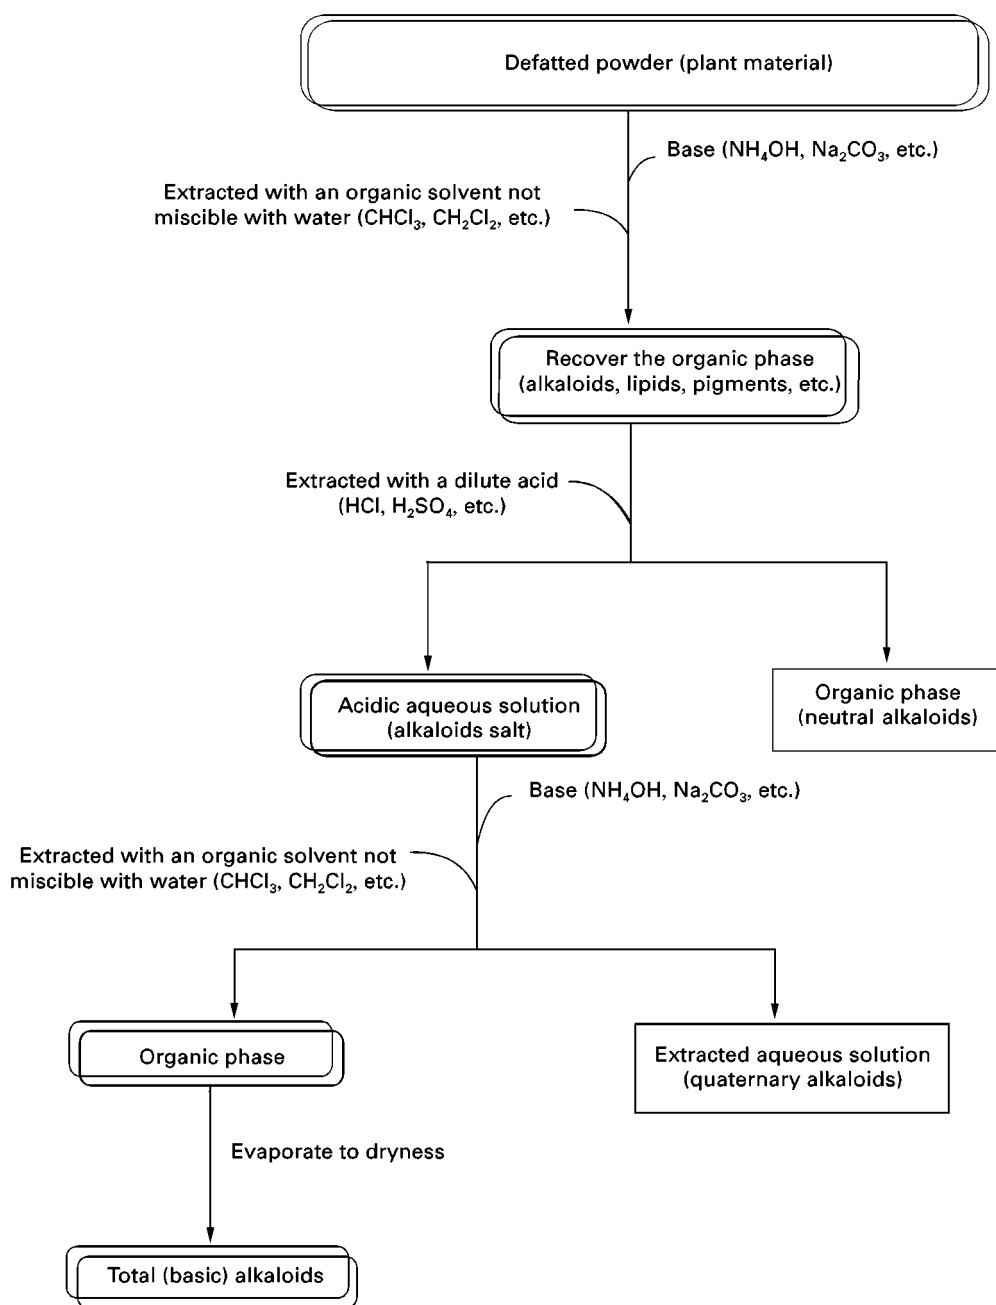 Defatted powder (plant material)
Base (NH₄OH, Na₂CO₃, etc.)
Extracted with an organic solvent not
miscible with water (CHCl₃, CH₂Cl₂, etc.)
Recover the organic phase
(alkaloids, lipids, pigments, etc.)
Extracted with a dilute acid
(HCl, H₂SO₄, etc.)
Acidic aqueous solution
(alkaloids salt)
Organic phase
(neutral alkaloids)
Base (NH₄OH, Na₂CO₃, etc.)
Extracted with an organic solvent not
miscible with water (CHCl₃, CH₂Cl₂, etc.)
Organic phase
Extracted aqueous solution
(quaternary alkaloids)
Evaporate to dryness
Total (basic) alkaloids